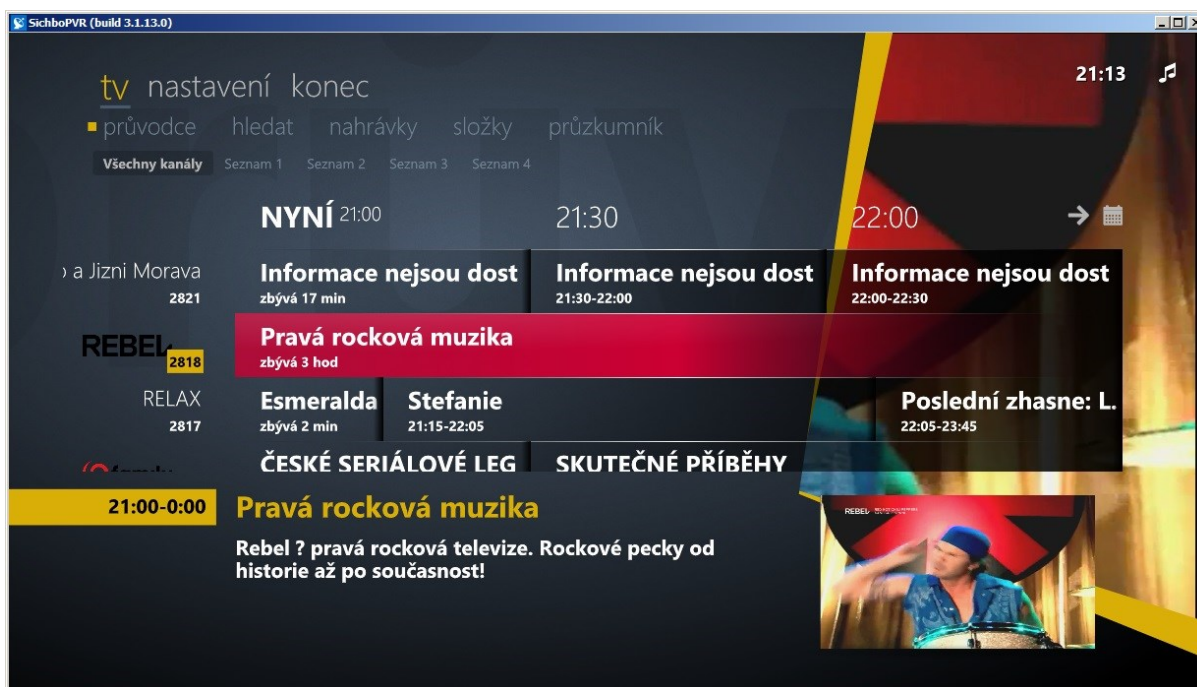 SichboPVR (build 3.1.13.0)
tv nastavení konec
21:13
průvodce hledat nahrávky složky průzkumník
Všechny kanály Seznam 1 Seznam 2 Seznam 3 Seznam 4
NYNÍ 21:00 21:30 22:00
a Jizni Morava
2821
Informace nejsou dost
zbývá 17 min
Informace nejsou dost
21:30-22:00
Informace nejsou dost
22:00-22:30
REBEL
2818
Pravá rocková muzika
zbývá 3 hod
RELAX
2817
Esmeralda
zbývá 2 min
Stefanie
21:15-22:05
Poslední zhasne: L.
22:05-23:45
ČESKÉ SERIÁLOVÉ LEG
SKUTEČNÉ PŘÍBĚHY
21:00-0:00
Pravá rocková muzika
Rebel ? pravá rocková televize. Rockové pecky od
historie až po současnost!
REBEL